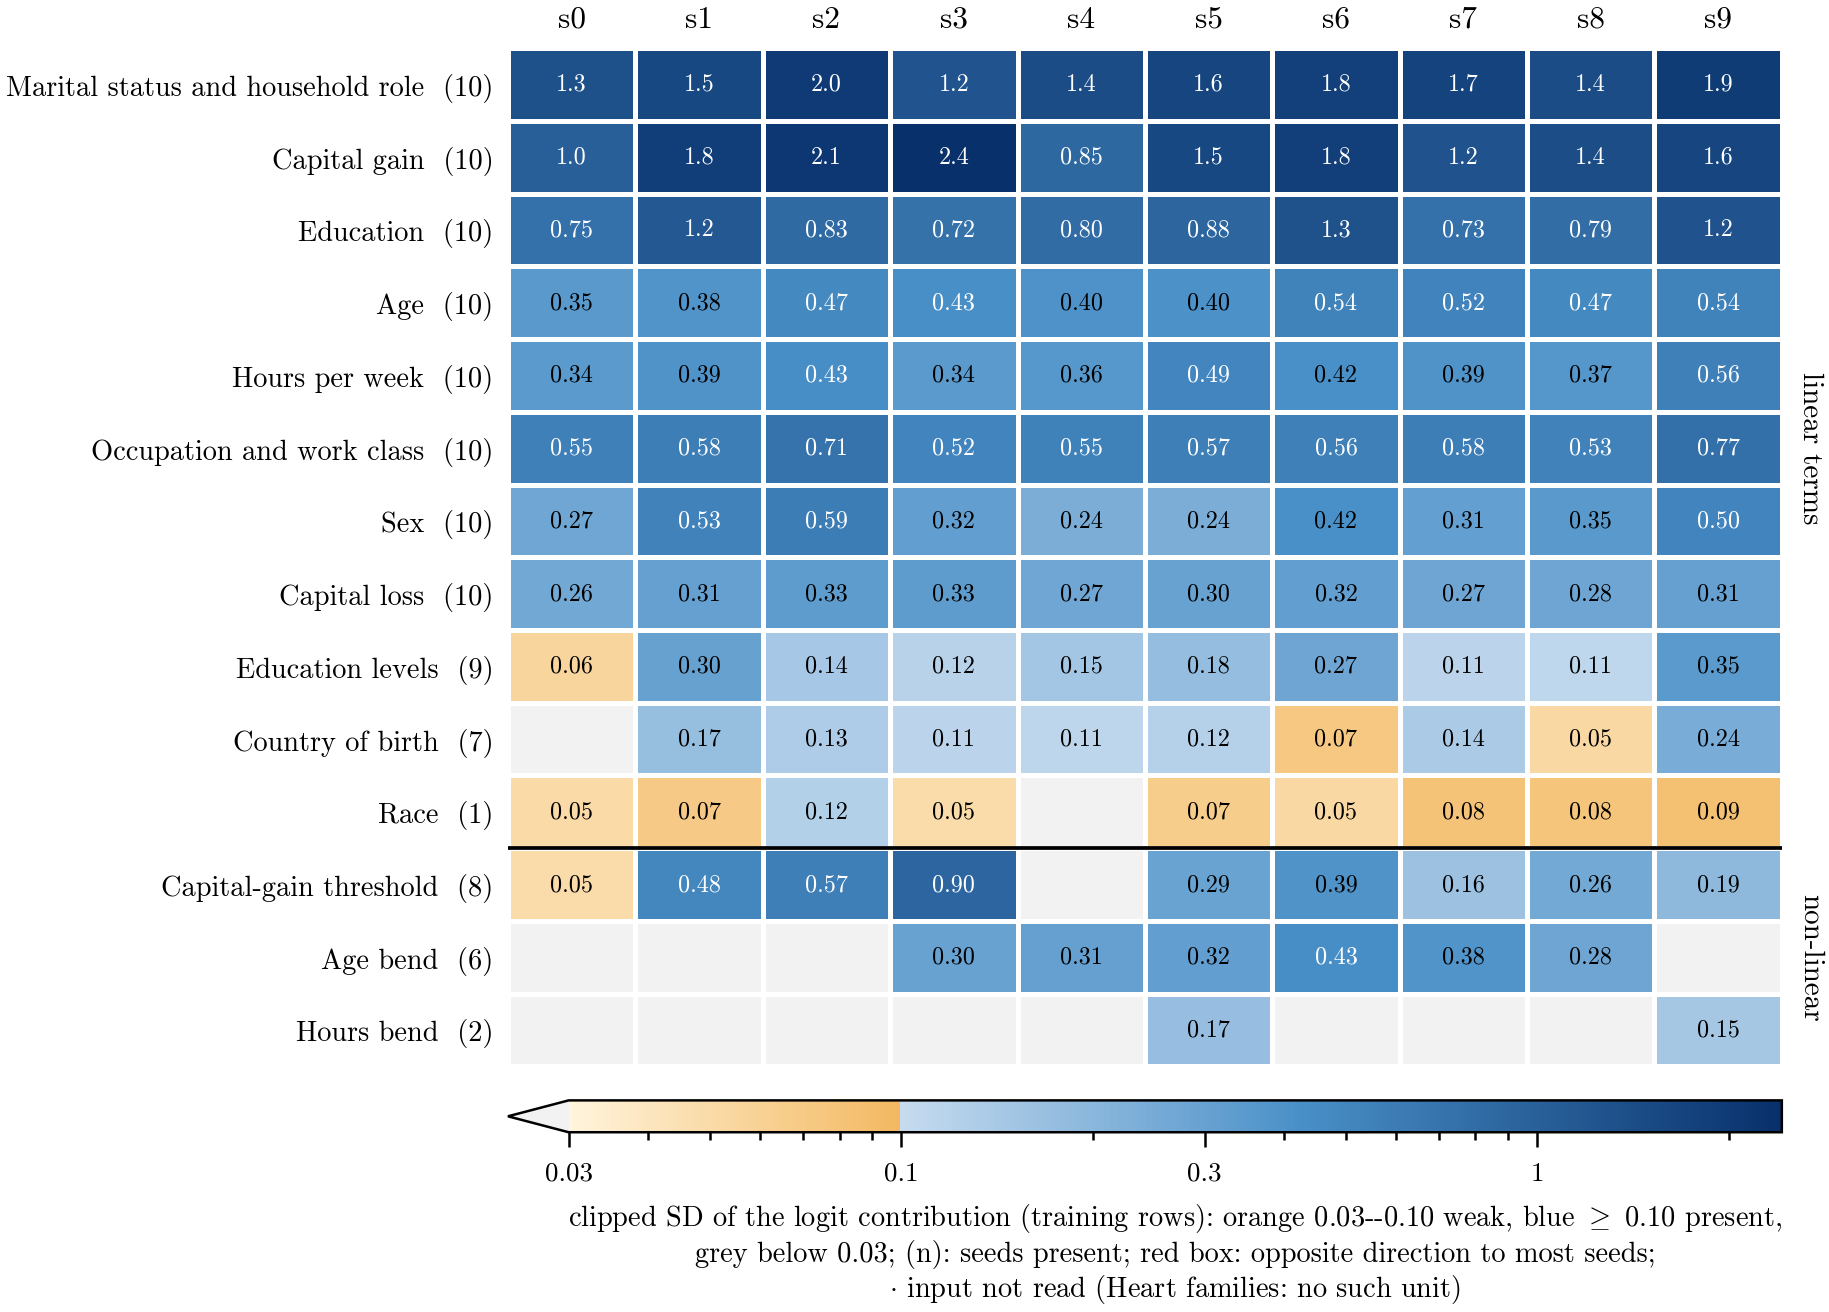 s0 s1 s2 s3 s4 s5 s6 s7 s8 s9
Marital status and household role (10) 1.3 1.5 2.0 1.2 1.4 1.6 1.8 1.7 1.4 1.9
Capital gain (10) 1.0 1.8 2.1 2.4 0.85 1.5 1.8 1.2 1.4 1.6
Education (10) 0.75 1.2 0.83 0.72 0.80 0.88 1.3 0.73 0.79 1.2
Age (10) 0.35 0.38 0.47 0.43 0.40 0.40 0.54 0.52 0.47 0.54
Hours per week (10) 0.34 0.39 0.43 0.34 0.36 0.49 0.42 0.39 0.37 0.56
Occupation and work class (10) 0.55 0.58 0.71 0.52 0.55 0.57 0.56 0.58 0.53 0.77
Sex (10) 0.27 0.53 0.59 0.32 0.24 0.24 0.42 0.31 0.35 0.50
Capital loss (10) 0.26 0.31 0.33 0.33 0.27 0.30 0.32 0.27 0.28 0.31
Education levels (9) 0.06 0.30 0.14 0.12 0.15 0.18 0.27 0.11 0.11 0.35
Country of birth (7) 0.17 0.13 0.11 0.11 0.12 0.07 0.14 0.05 0.24
Race (1) 0.05 0.07 0.12 0.05 0.07 0.05 0.08 0.08 0.09
linear terms
Capital-gain threshold (8) 0.05 0.48 0.57 0.90 0.29 0.39 0.16 0.26 0.19
Age bend (6) 0.30 0.31 0.32 0.43 0.38 0.28
Hours bend (2) 0.17 0.15
non-linear
0.03 0.1 0.3 1
clipped SD of the logit contribution (training rows): orange 0.03--0.10 weak, blue ≥ 0.10 present,
grey below 0.03; (n): seeds present; red box: opposite direction to most seeds;
· input not read (Heart families: no such unit)